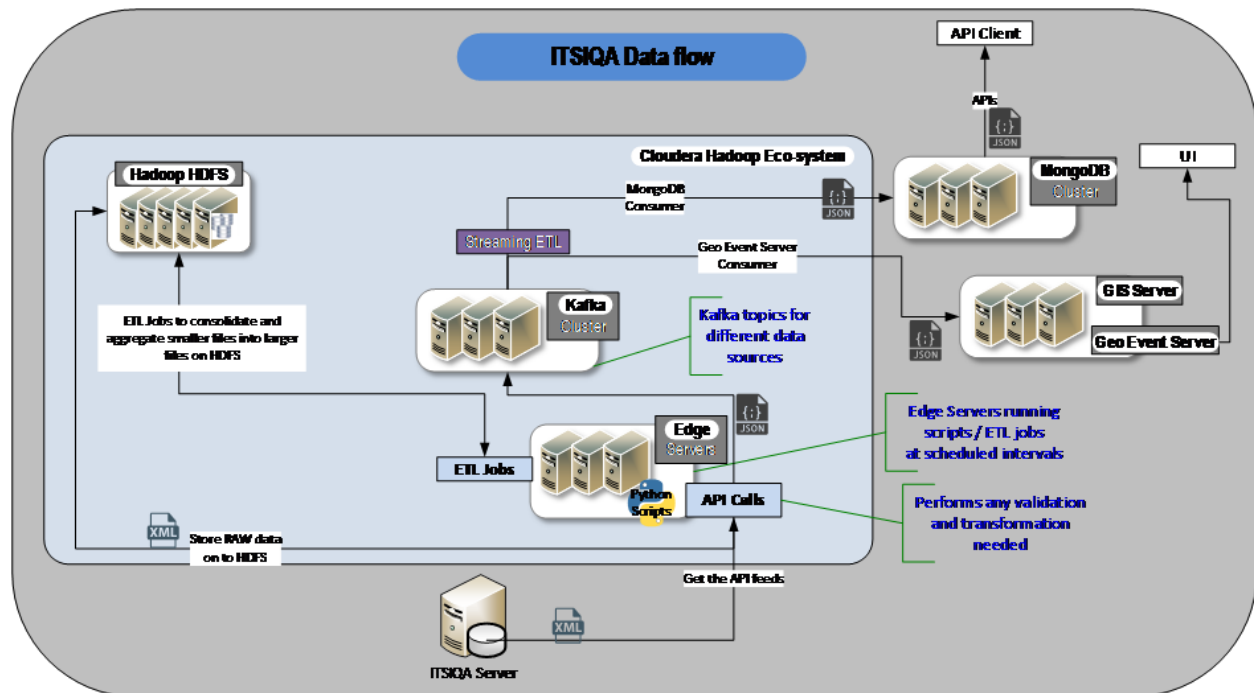 ITSIQA Data flow
API Client
APIs
{;}
JSON
Cloudera Hadoop Eco-system
Hadoop HDFS
MongoDB
Cluster
UI
MongoDB
Consumer
{;}
JSON
Streaming ETL
Geo Event Server
Consumer
Kafka
Cluster
GIS Server
Geo Event Server
{;}
JSON
Kafka topics for
different data
sources
ETL Jobs to consolidate and
aggregate smaller files into larger
files on HDFS
{;}
JSON
Edge
Servers
Edge Servers running
scripts / ETL jobs
at scheduled intervals
ETL Jobs
Python
Scripts
API Calls
Performs any validation
and transformation
needed
XML
Store RAW data
on to HDFS
Get the API feeds
XML
ITSIQA Server